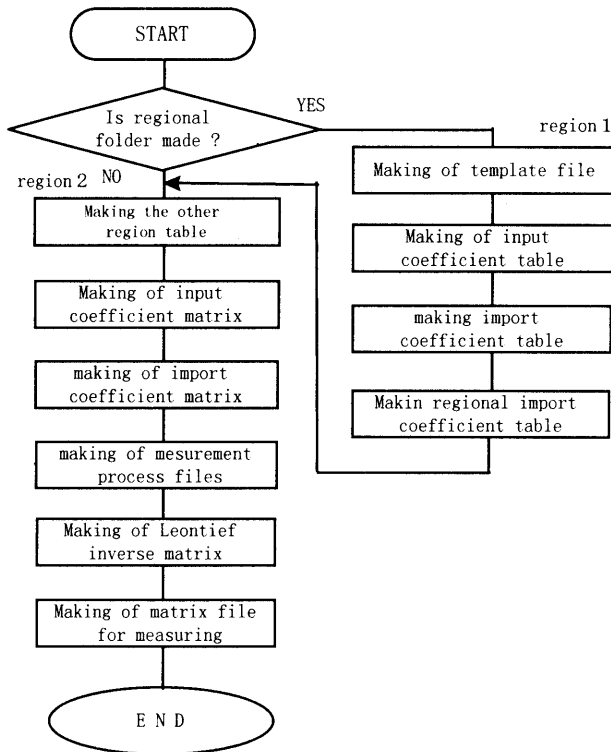 START
Is regional
folder made ?
YES
region 1
Making of template file
Making of input
coefficient table
making import
coefficient table
Makin regional import
coefficient table
region 2
NO
Making the other
region table
Making of input
coefficient matrix
making of import
coefficient matrix
making of mesurement
process files
Making of Leontief
inverse matrix
Making of matrix file
for measuring
E N D